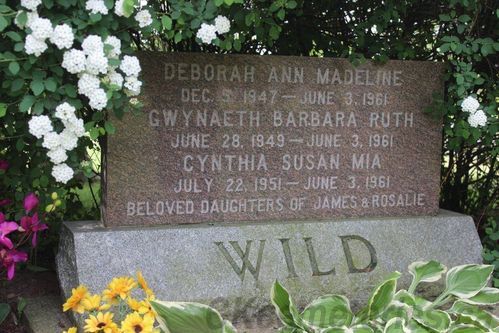 DEBORAH ANN MADELINE
DEC. 1947 — JUNE 3, 1961
GWYNAETH BARBARA RUTH
JUNE 28, 1949 — JUNE 3, 1961
CYNTHIA SUSAN MIA
JULY 22, 1951 — JUNE 3, 1961
BELOVED DAUGHTERS OF JAMES & ROSALIE
WILD